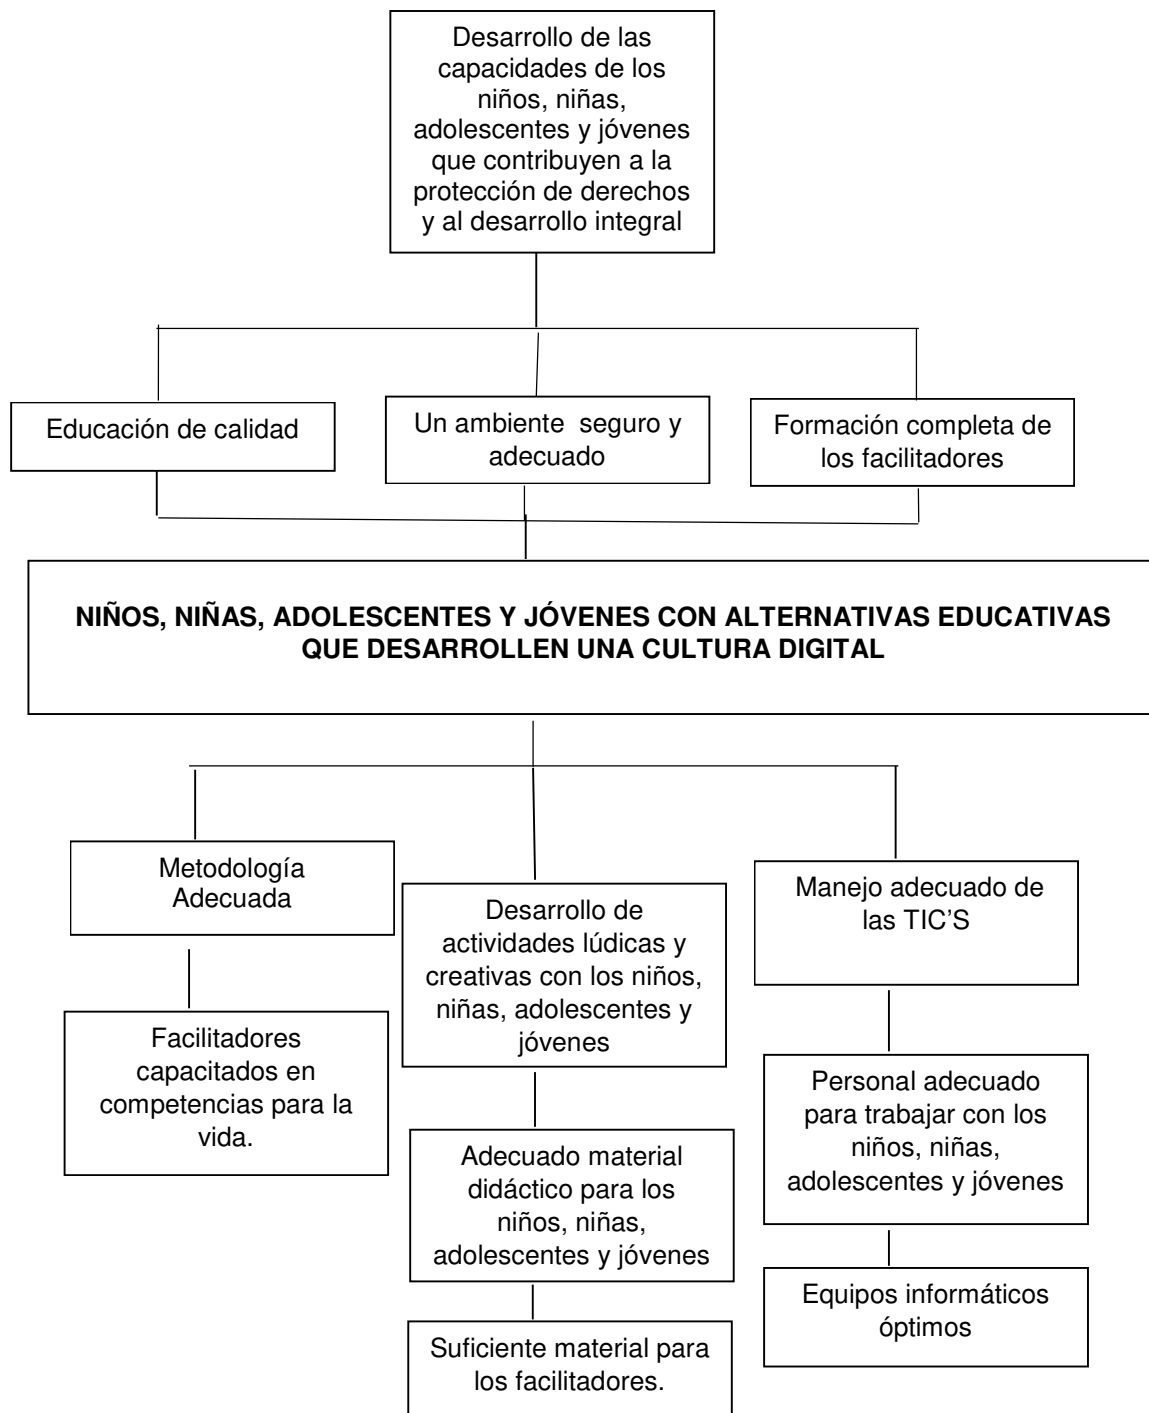 Desarrollo de las
capacidades de los
niños, niñas,
adolescentes y jóvenes
que contribuyen a la
protección de derechos
y al desarrollo integral
Educación de calidad
Un ambiente  seguro y
adecuado
Formación completa de
los facilitadores
NIÑOS, NIÑAS, ADOLESCENTES Y JÓVENES CON ALTERNATIVAS EDUCATIVAS
QUE DESARROLLEN UNA CULTURA DIGITAL
Metodología
Adecuada
Desarrollo de
actividades lúdicas y
creativas con los niños,
niñas, adolescentes y
jóvenes
Manejo adecuado de
las TIC’S
Facilitadores
capacitados en
competencias para la
vida.
Personal adecuado
para trabajar con los
niños, niñas,
adolescentes y jóvenes
Adecuado material
didáctico para los
niños, niñas,
adolescentes y jóvenes
Equipos informáticos
óptimos
Suficiente material para
los facilitadores.